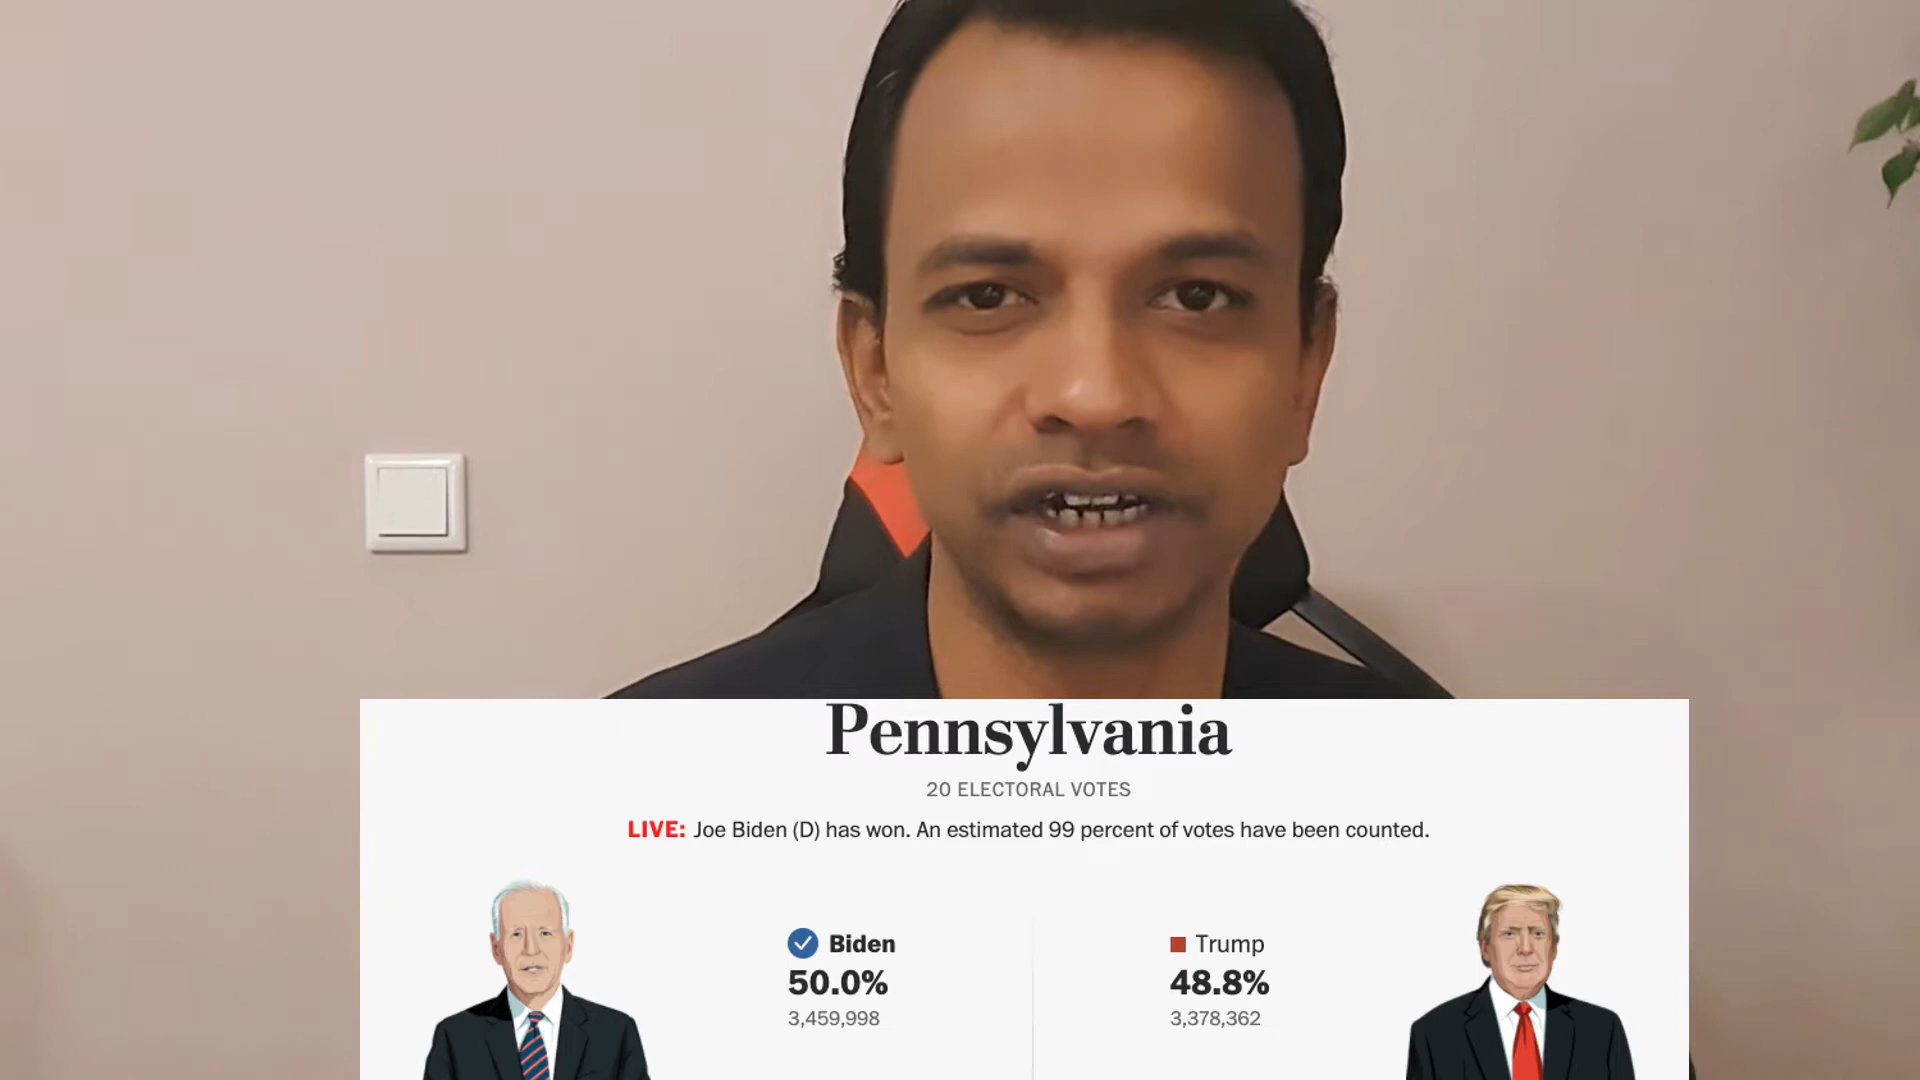 Pennsylvania
20 ELECTORAL VOTES
LIVE: Joe Biden (D) has won. An estimated 99 percent of votes have been counted.
Biden
50.0%
3,459,998
Trump
48.8%
3,378,362